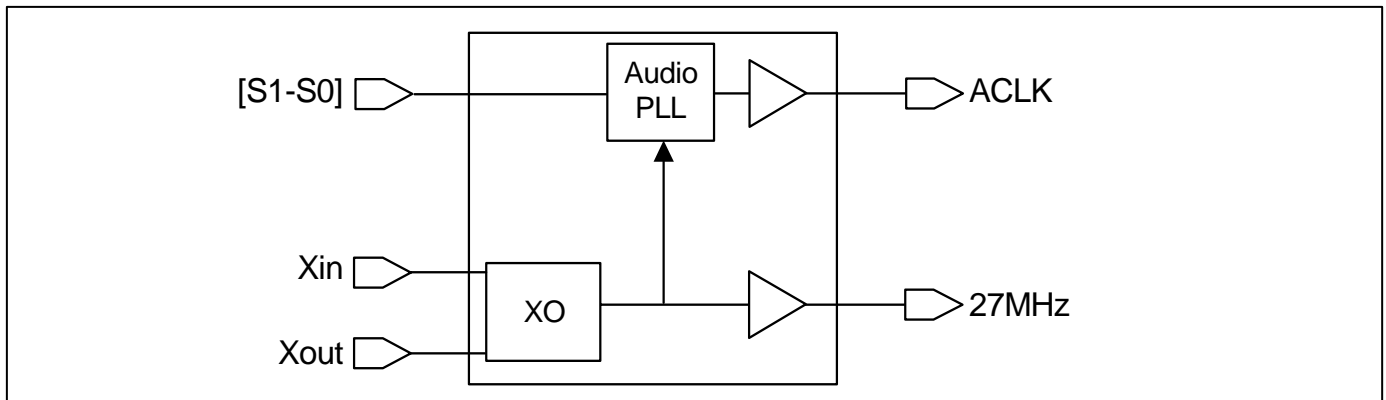 [S1-S0]
Audio
PLL
ACLK
Xin
XO
27MHz
Xout